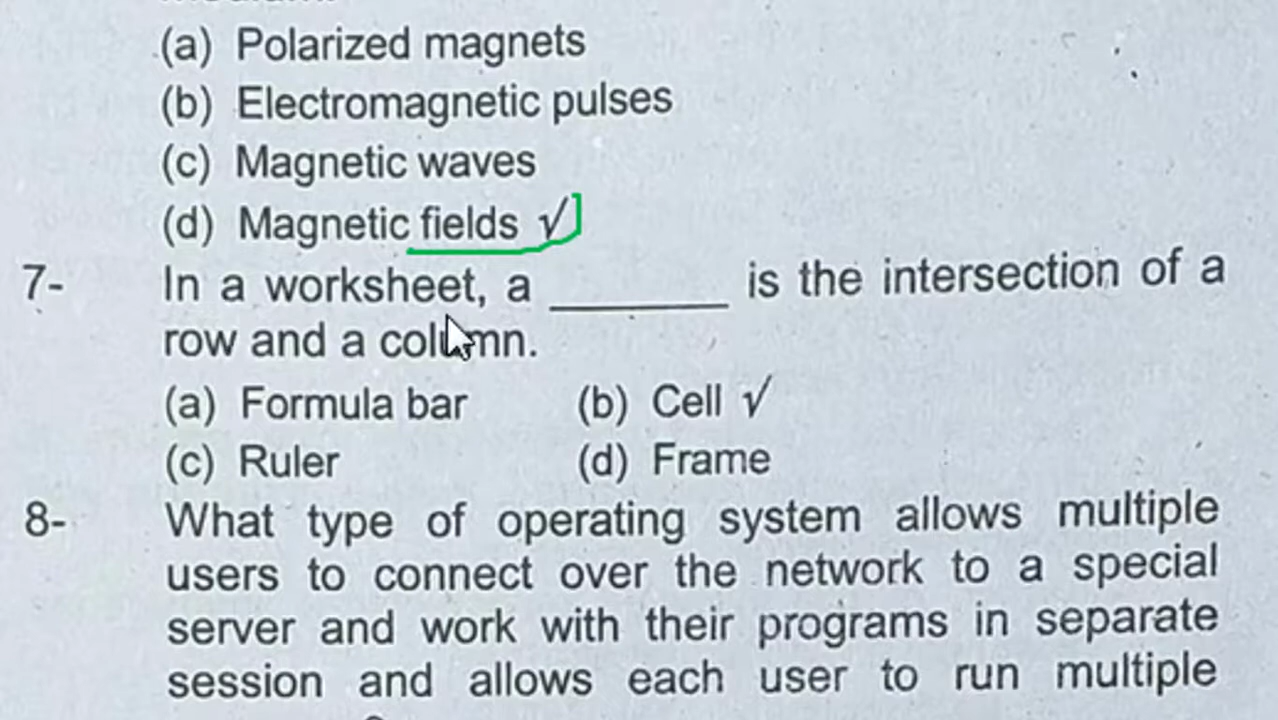 (a) Polarized magnets
(b) Electromagnetic pulses
(c) Magnetic waves
(d) Magnetic fields √
7- In a worksheet, a ________ is the intersection of a
row and a column.
(a) Formula bar (b) Cell √
(c) Ruler (d) Frame
8- What type of operating system allows multiple
users to connect over the network to a special
server and work with their programs in separate
session and allows each user to run multiple